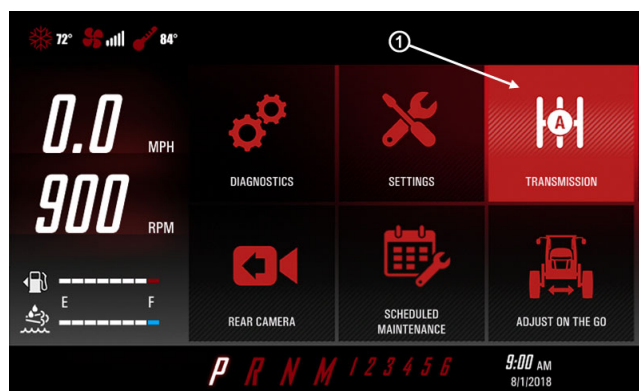 72°
84°
1
0.0 MPH
900 RPM
E F
DIAGNOSTICS
SETTINGS
A
TRANSMISSION
REAR CAMERA
SCHEDULED
MAINTENANCE
ADJUST ON THE GO
P R N M 1 2 3 4 5 6
9:00 AM
8/1/2018